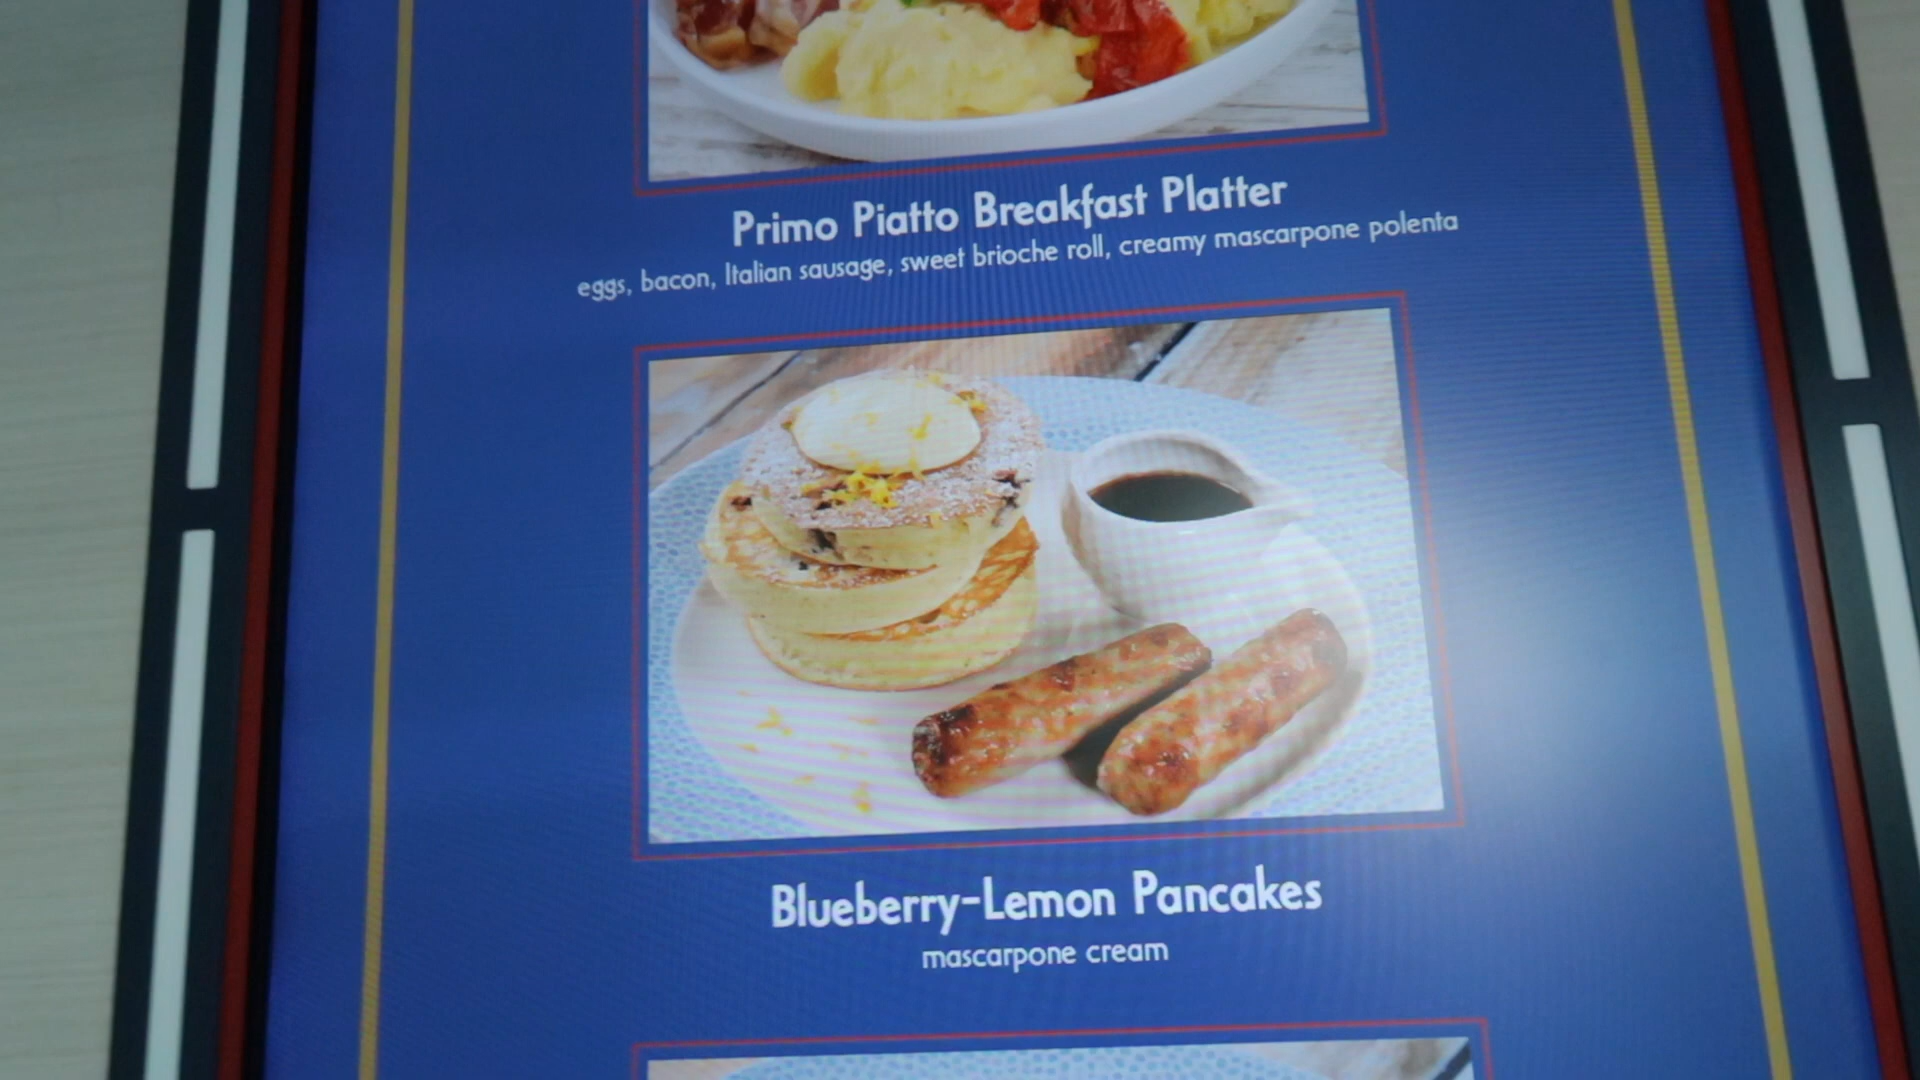 Primo Piatto Breakfast Platter
eggs, bacon, Italian sausage, sweet brioche roll, creamy mascarpone polenta
Blueberry-Lemon Pancakes
mascarpone cream